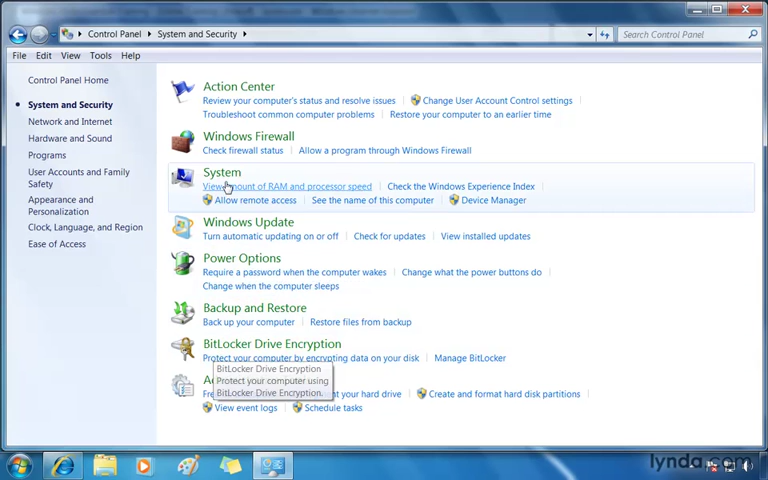 Control Panel ▸ System and Security ▸
Search Control Panel
File Edit View Tools Help
Control Panel Home
System and Security
Network and Internet
Hardware and Sound
Programs
User Accounts and Family
Safety
Appearance and
Personalization
Clock, Language, and Region
Ease of Access
Action Center
Review your computer's status and resolve issues
Change User Account Control settings
Troubleshoot common computer problems
Restore your computer to an earlier time
Windows Firewall
Check firewall status
Allow a program through Windows Firewall
System
View amount of RAM and processor speed
Check the Windows Experience Index
Allow remote access
See the name of this computer
Device Manager
Windows Update
Turn automatic updating on or off
Check for updates
View installed updates
Power Options
Require a password when the computer wakes
Change what the power buttons do
Change when the computer sleeps
Backup and Restore
Back up your computer
Restore files from backup
BitLocker Drive Encryption
Protect your computer by encrypting data on your disk
Manage BitLocker
BitLocker Drive Encryption
Protect your computer using
BitLocker Drive Encryption.
your hard drive
Create and format hard disk partitions
View event logs
Schedule tasks
lynda.com